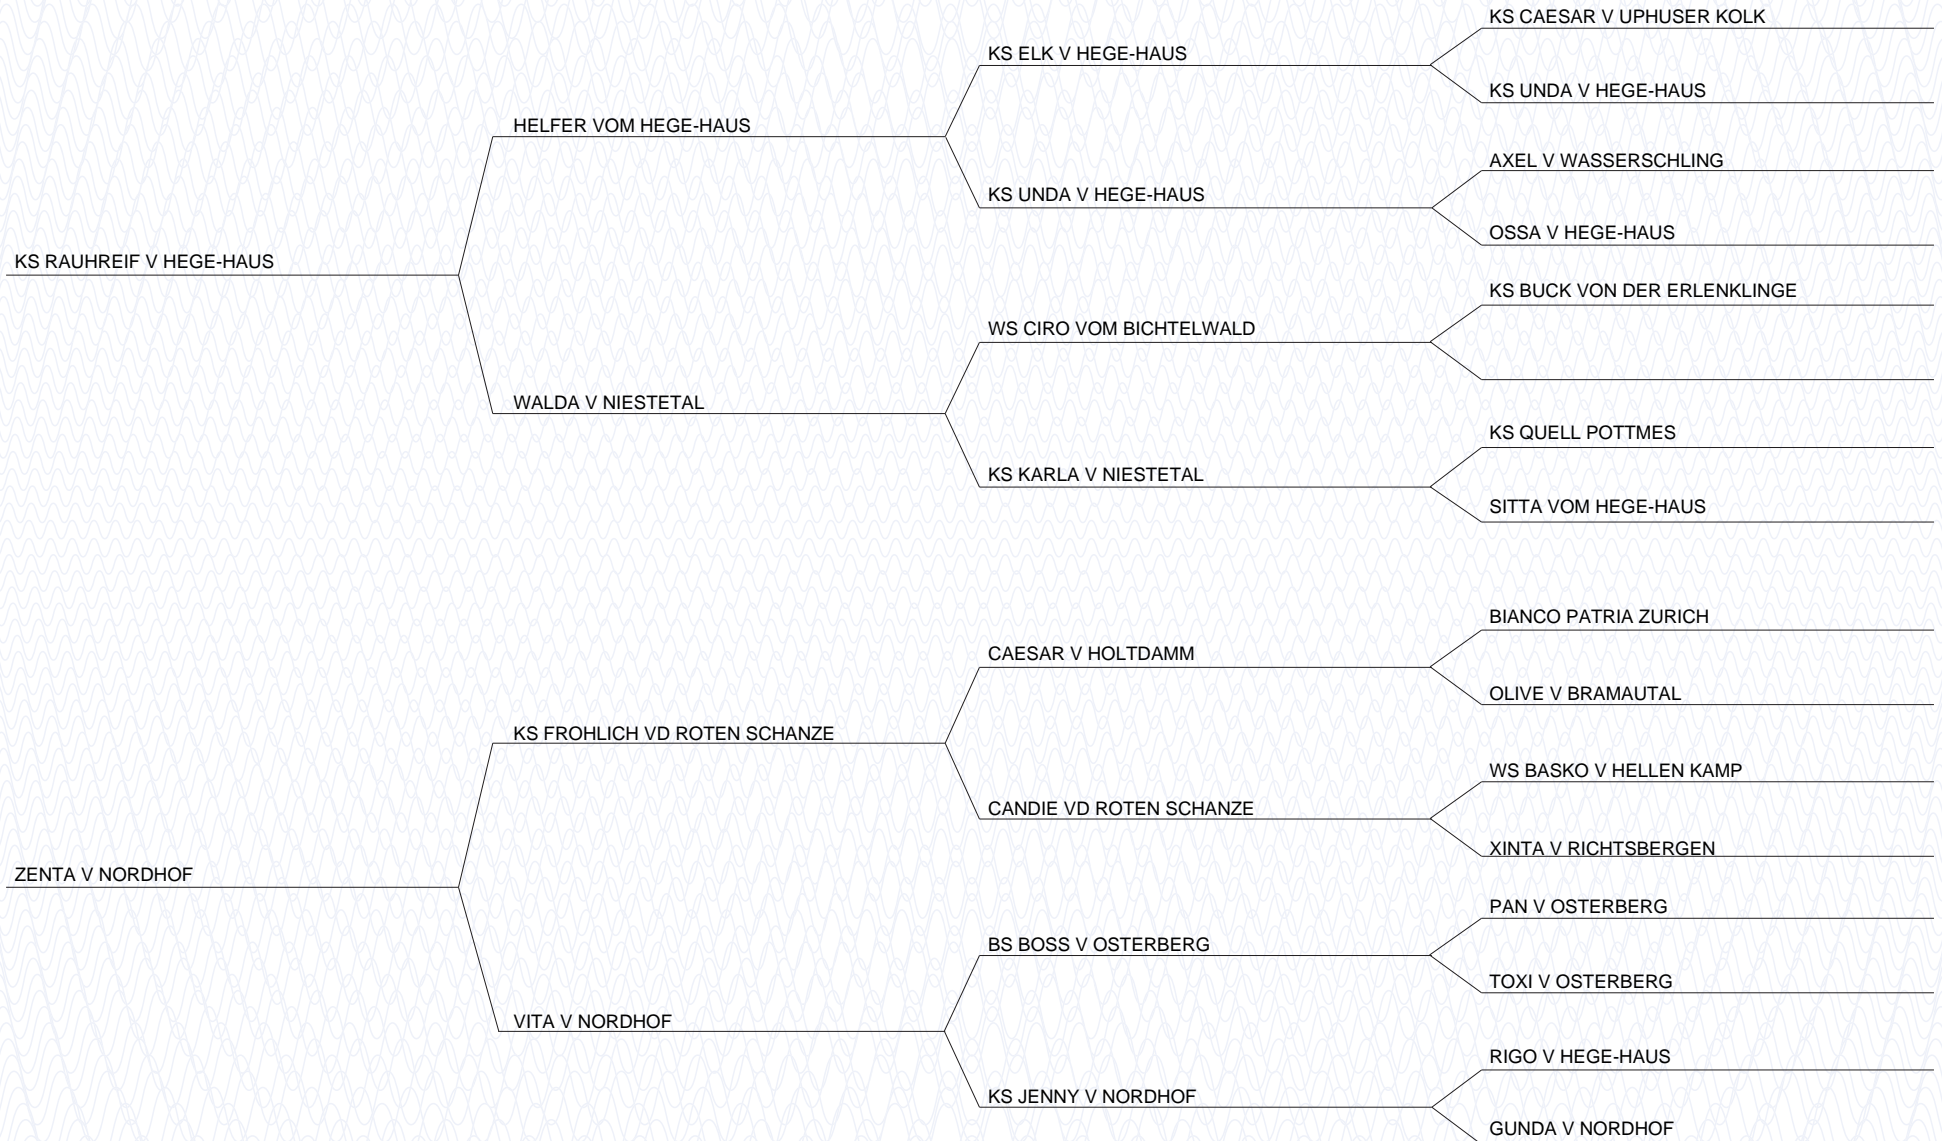 KS CAESAR V UPHUSER KOLK
KS ELK V HEGE-HAUS
KS UNDA V HEGE-HAUS
HELFER VOM HEGE-HAUS
AXEL V WASSERSCHLING
KS UNDA V HEGE-HAUS
OSSA V HEGE-HAUS
KS RAUHREIF V HEGE-HAUS
KS BUCK VON DER ERLENKLINGE
WS CIRO VOM BICHTELWALD
WALDA V NIESTETAL
KS QUELL POTTMES
KS KARLA V NIESTETAL
SITTA VOM HEGE-HAUS
BIANCO PATRIA ZURICH
CAESAR V HOLTDAMM
OLIVE V BRAMAUTAL
KS FROHLICH VD ROTEN SCHANZE
WS BASKO V HELLEN KAMP
CANDIE VD ROTEN SCHANZE
XINTA V RICHTSBERGEN
ZENTA V NORDHOF
PAN V OSTERBERG
BS BOSS V OSTERBERG
TOXI V OSTERBERG
VITA V NORDHOF
RIGO V HEGE-HAUS
KS JENNY V NORDHOF
GUNDA V NORDHOF